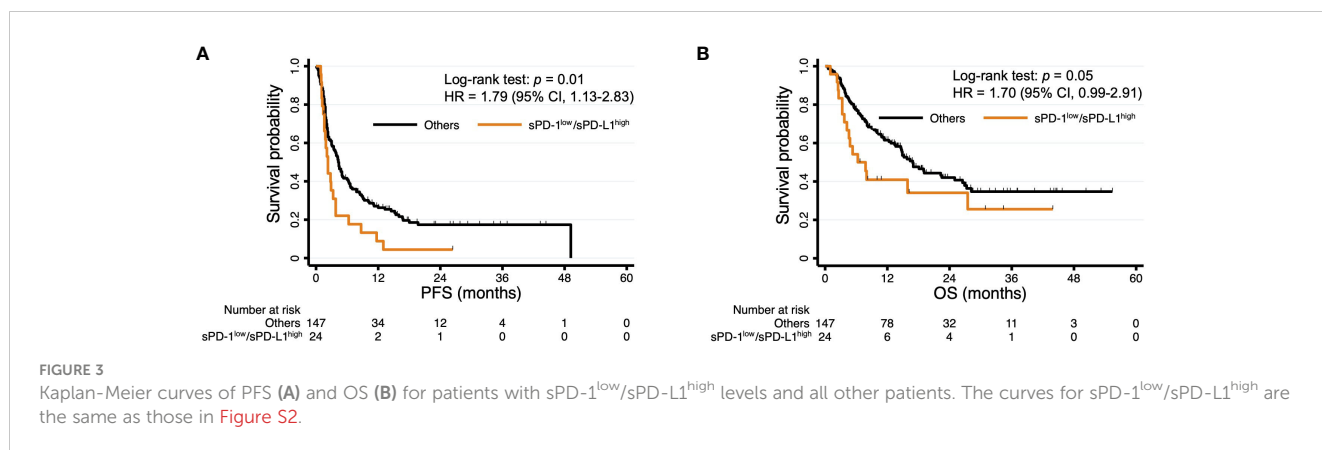 A
Survival probability
1.0
0.8
0.6
0.4
0.2
0
Log-rank test: p = 0.01
HR = 1.79 (95% CI, 1.13-2.83)
Others sPD-1low/sPD-L1high
0 12 24 36 48 60
PFS (months)
Number at risk
Others 147 34 12 4 1 0
sPD-1low/sPD-L1high 24 2 1 0 0 0
B
Survival probability
1.0
0.8
0.6
0.4
0.2
0
Log-rank test: p = 0.05
HR = 1.70 (95% CI, 0.99-2.91)
Others sPD-1low/sPD-L1high
0 12 24 36 48 60
OS (months)
Number at risk
Others 147 78 32 11 3 0
sPD-1low/sPD-L1high 24 6 4 1 0 0
FIGURE 3
Kaplan-Meier curves of PFS (A) and OS (B) for patients with sPD-1low/sPD-L1high levels and all other patients. The curves for sPD-1low/sPD-L1high are
the same as those in Figure S2.